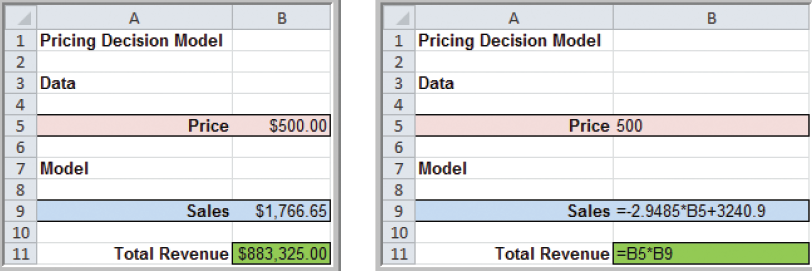 A B
1 Pricing Decision Model
2
3 Data
4
5 Price $500.00
6
7 Model
8
9 Sales $1,766.65
10
11 Total Revenue $883,325.00
A B
1 Pricing Decision Model
2
3 Data
4
5 Price 500
6
7 Model
8
9 Sales =-2.9485*B5+3240.9
10
11 Total Revenue =B5*B9